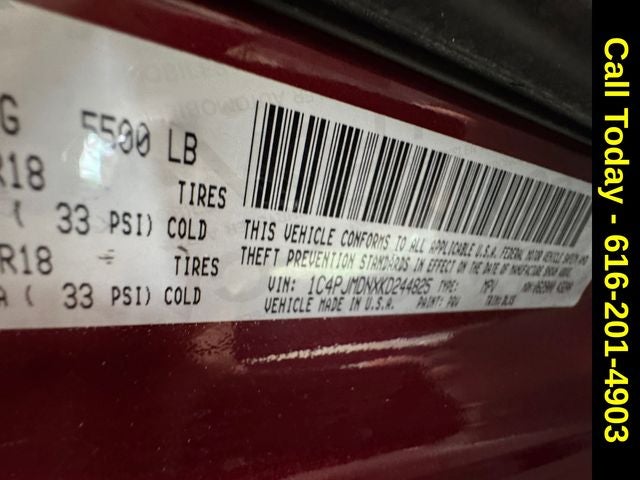 G 5500 LB
R18 TIRES
( 33 PSI) COLD
R18 TIRES
A ( 33 PSI) COLD
THIS VEHICLE CONFORMS TO ALL APPLICABLE U.S.A. FEDERAL MOTOR VEHICLE SAFETY AND
THEFT PREVENTION STANDARDS IN EFFECT ON THE DATE OF MANUFACTURE SHOWN ABOVE.
VIN: 1C4PJMDNXKD244825 TYPE: MPV
VEHICLE MADE IN U.S.A. PAINT: PRV TRIM:
Call Today - 616-201-4903